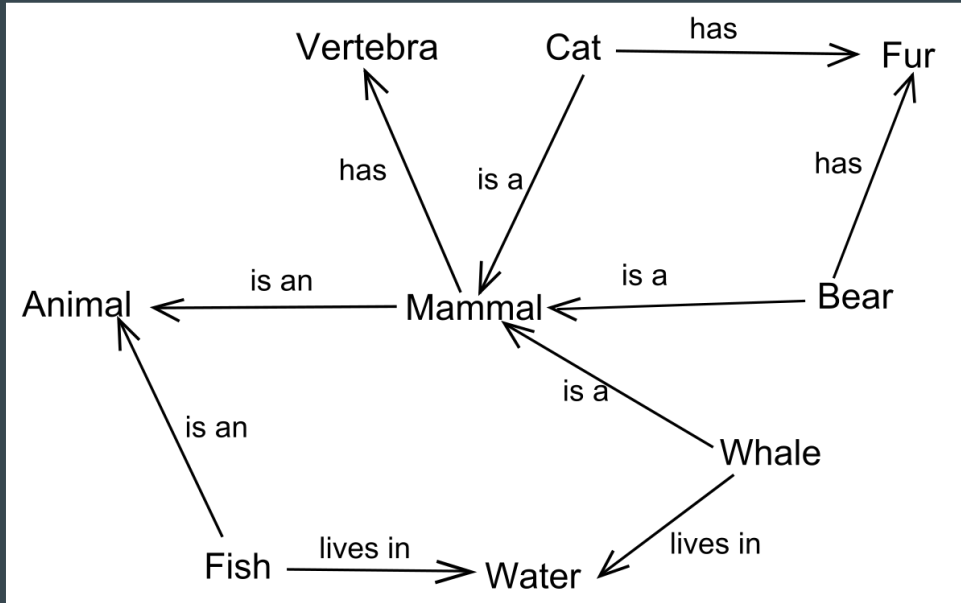 Vertebra
Cat
has
Fur
has
is a
has
Animal
is an
Mammal
is a
Bear
is an
is a
Whale
Fish
lives in
Water
lives in